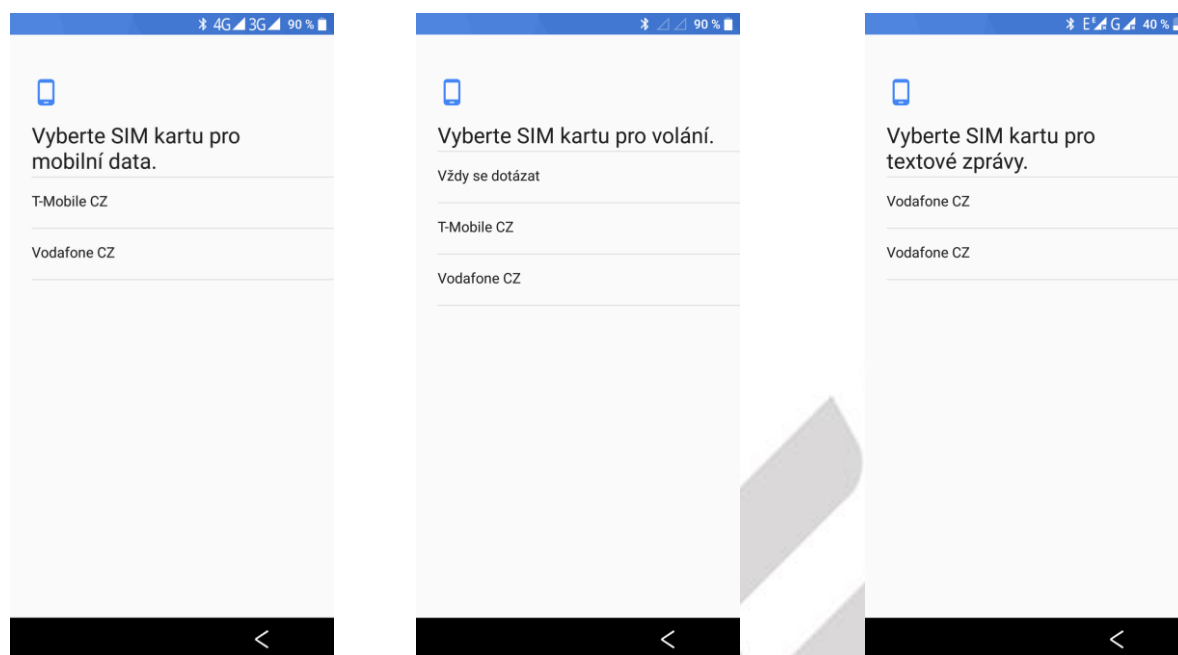 4G 3G 90 %
Vyberte SIM kartu pro
mobilní data.
T-Mobile CZ
Vodafone CZ
90 %
Vyberte SIM kartu pro volání.
Vždy se dotázat
T-Mobile CZ
Vodafone CZ
E E G 40 %
Vyberte SIM kartu pro
textové zprávy.
Vodafone CZ
Vodafone CZ